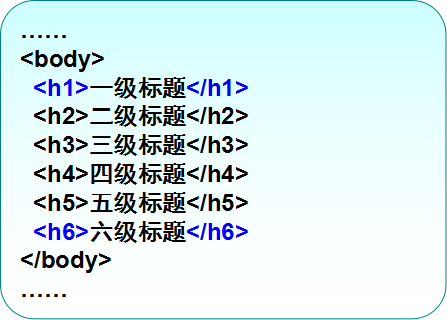 ……
<body>
<h1>一级标题</h1>
<h2>二级标题</h2>
<h3>三级标题</h3>
<h4>四级标题</h4>
<h5>五级标题</h5>
<h6>六级标题</h6>
</body>
……